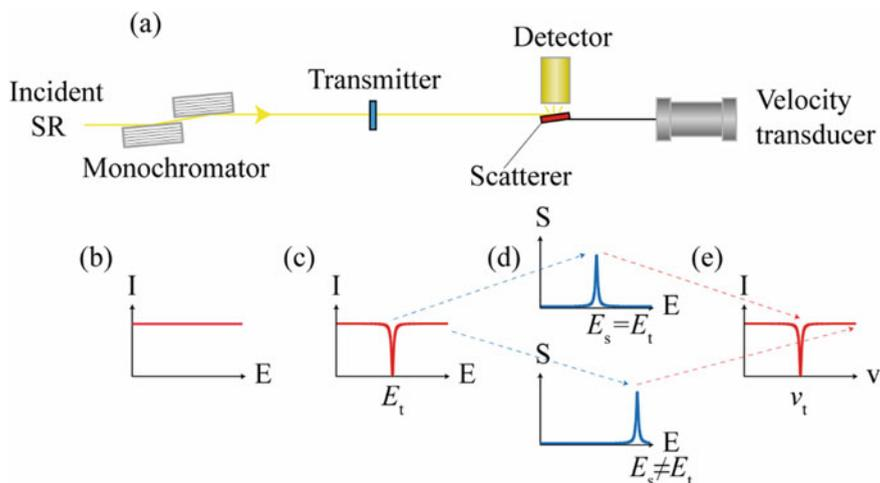 (a)
Incident
SR
Monochromator
Transmitter
Detector
Scatterer
Velocity
transducer
(b)
I
E
(c)
I
E
Eₜ
(d)
S
E
Eₛ=Eₜ
S
E
Eₛ≠Eₜ
(e)
I
v
vₜ